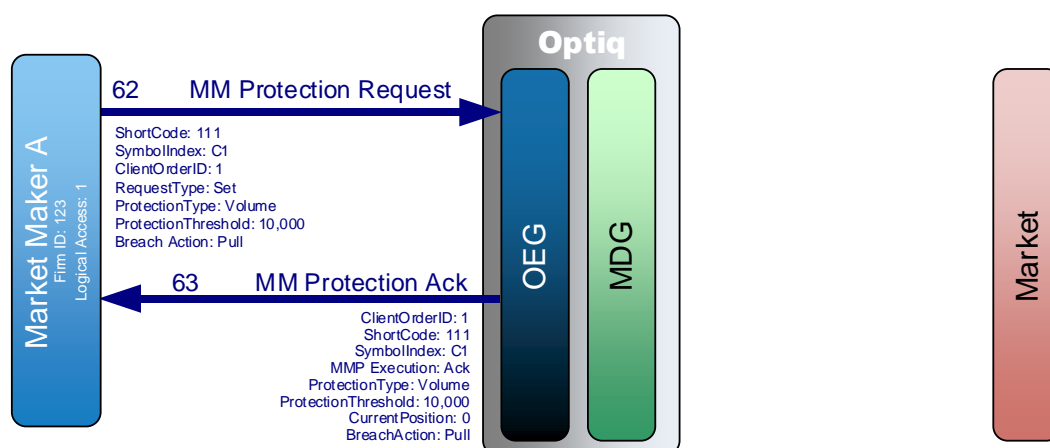 Optiq
Market Maker A
Firm ID: 123
Logical Access: 1
62 MM Protection Request
ShortCode: 111
SymbolIndex: C1
ClientOrderID: 1
RequestType: Set
ProtectionType: Volume
ProtectionThreshold: 10,000
Breach Action: Pull
63 MM Protection Ack
ClientOrderID: 1
ShortCode: 111
SymbolIndex: C1
MMP Execution: Ack
ProtectionType: Volume
ProtectionThreshold: 10,000
CurrentPosition: 0
BreachAction: Pull
OEG
MDG
Market